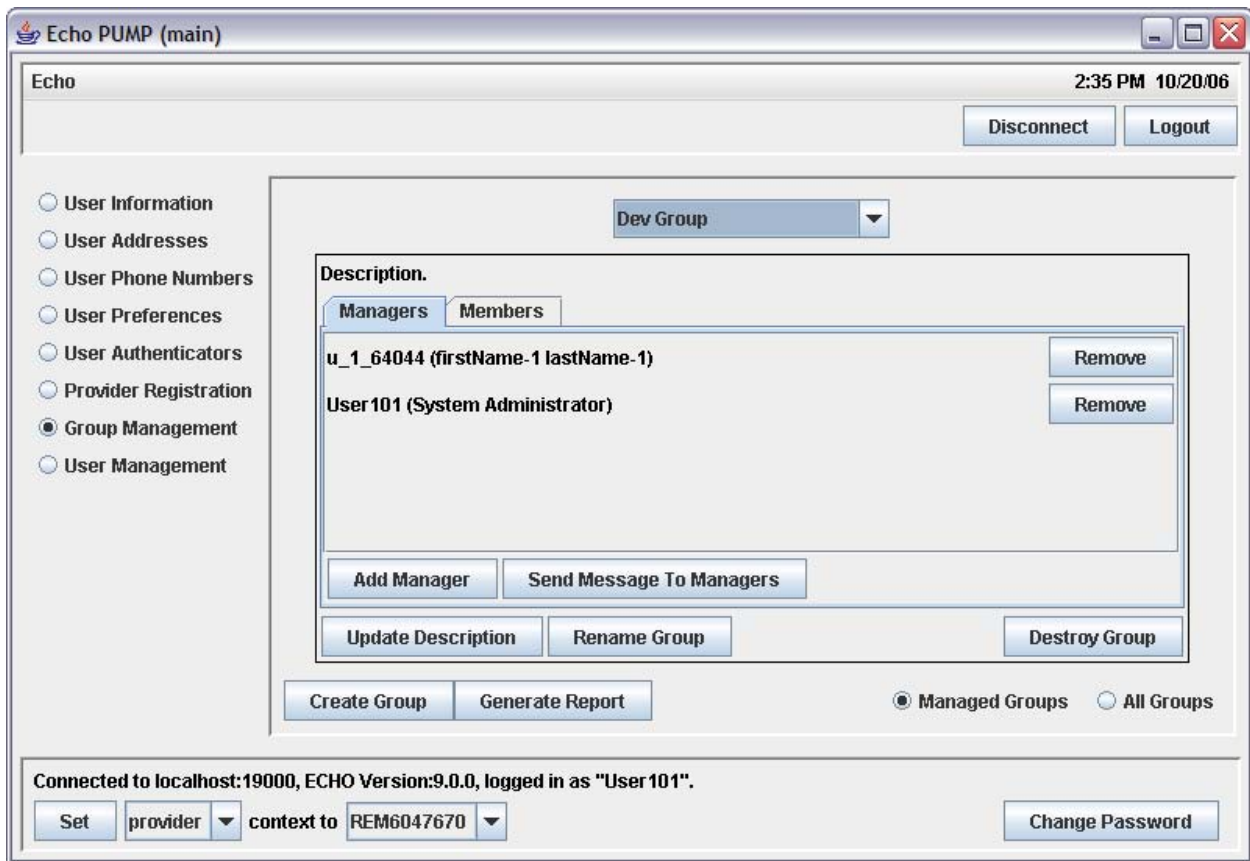 Echo PUMP (main)
Echo 2:35 PM 10/20/06
Disconnect Logout
User Information
User Addresses
User Phone Numbers
User Preferences
User Authenticators
Provider Registration
Group Management
User Management
Dev Group
Description.
Managers Members
u_1_64044 (firstName-1 lastName-1) Remove
User101 (System Administrator) Remove
Add Manager Send Message To Managers
Update Description Rename Group Destroy Group
Create Group Generate Report Managed Groups All Groups
Connected to localhost:19000, ECHO Version:9.0.0, logged in as "User101".
Set provider context to REM6047670 Change Password